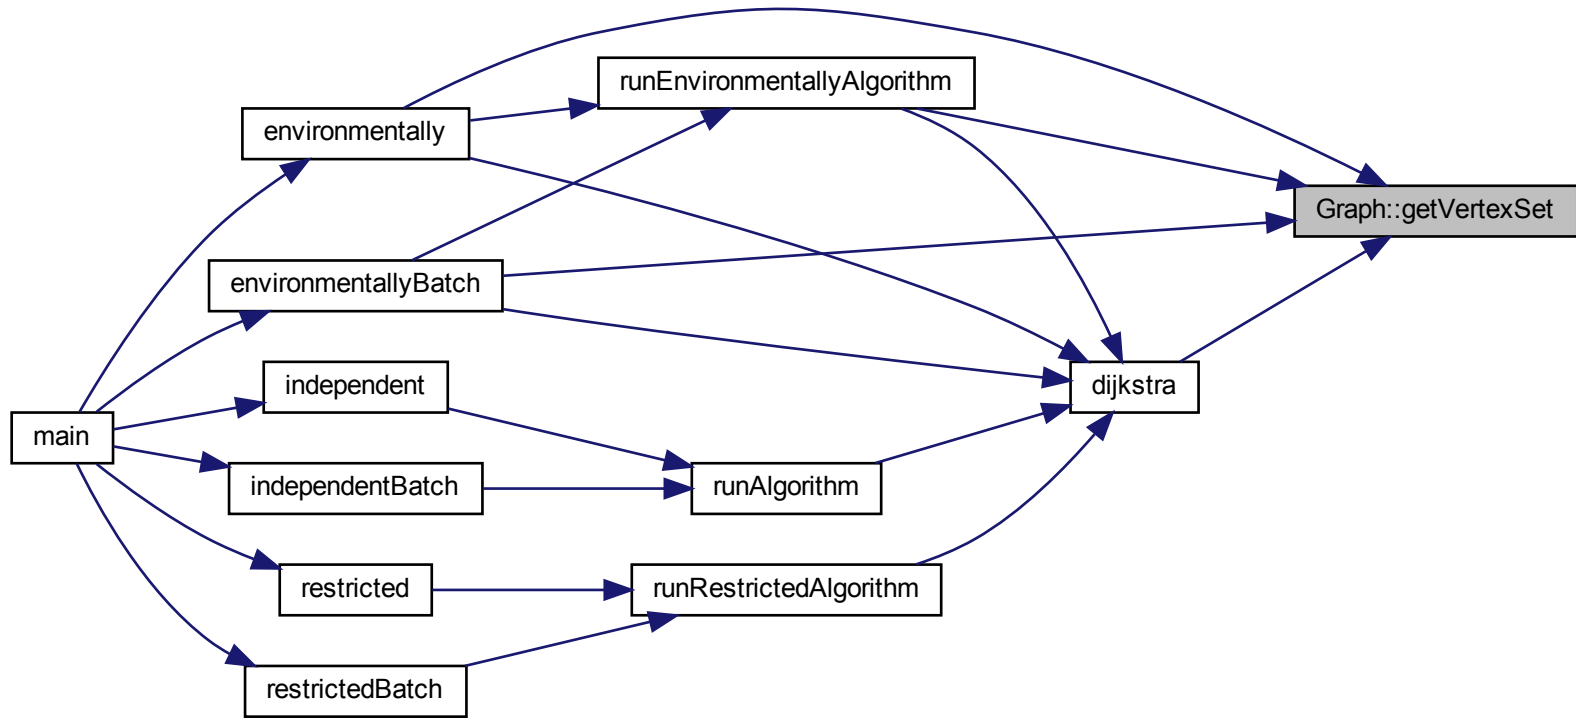 runEnvironmentallyAlgorithm
environmentally
Graph::getVertexSet
environmentallyBatch
independent
dijkstra
main
independentBatch
runAlgorithm
restricted
runRestrictedAlgorithm
restrictedBatch